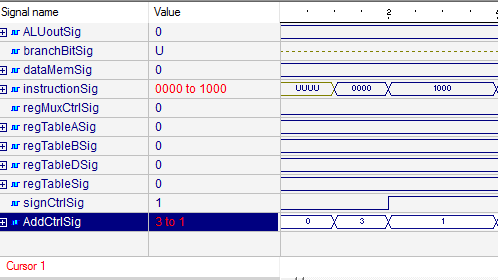 Signal name Value 2 4
ALUoutSig 0
branchBitSig U
dataMemSig 0
instructionSig 0000 to 1000 UUUU 0000 1000
regMuxCtrlSig 0
regTableASig 0
regTableBSig 0
regTableDSig 0
regTableSig 0
signCtrlSig 1
AddCtrlSig 3 to 1 0 3 1
Cursor 1